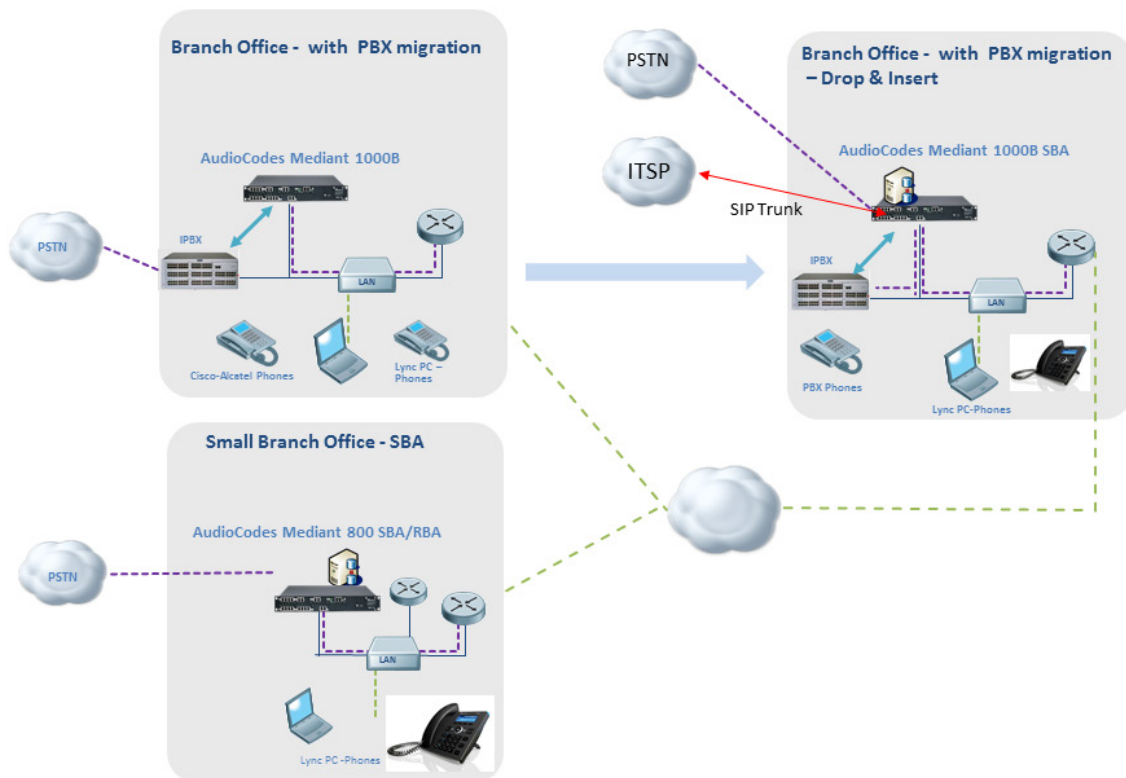 Branch Office - with PBX migration
AudioCodes Mediant 1000B
PSTN
IPBX
LAN
Cisco-Alcatel Phones
Lync PC –
Phones
PSTN
ITSP
SIP Trunk
Branch Office - with PBX migration
– Drop & Insert
AudioCodes Mediant 1000B SBA
IPBX
LAN
PBX Phones
Lync PC-Phones
Small Branch Office - SBA
AudioCodes Mediant 800 SBA/RBA
PSTN
LAN
Lync PC -Phones